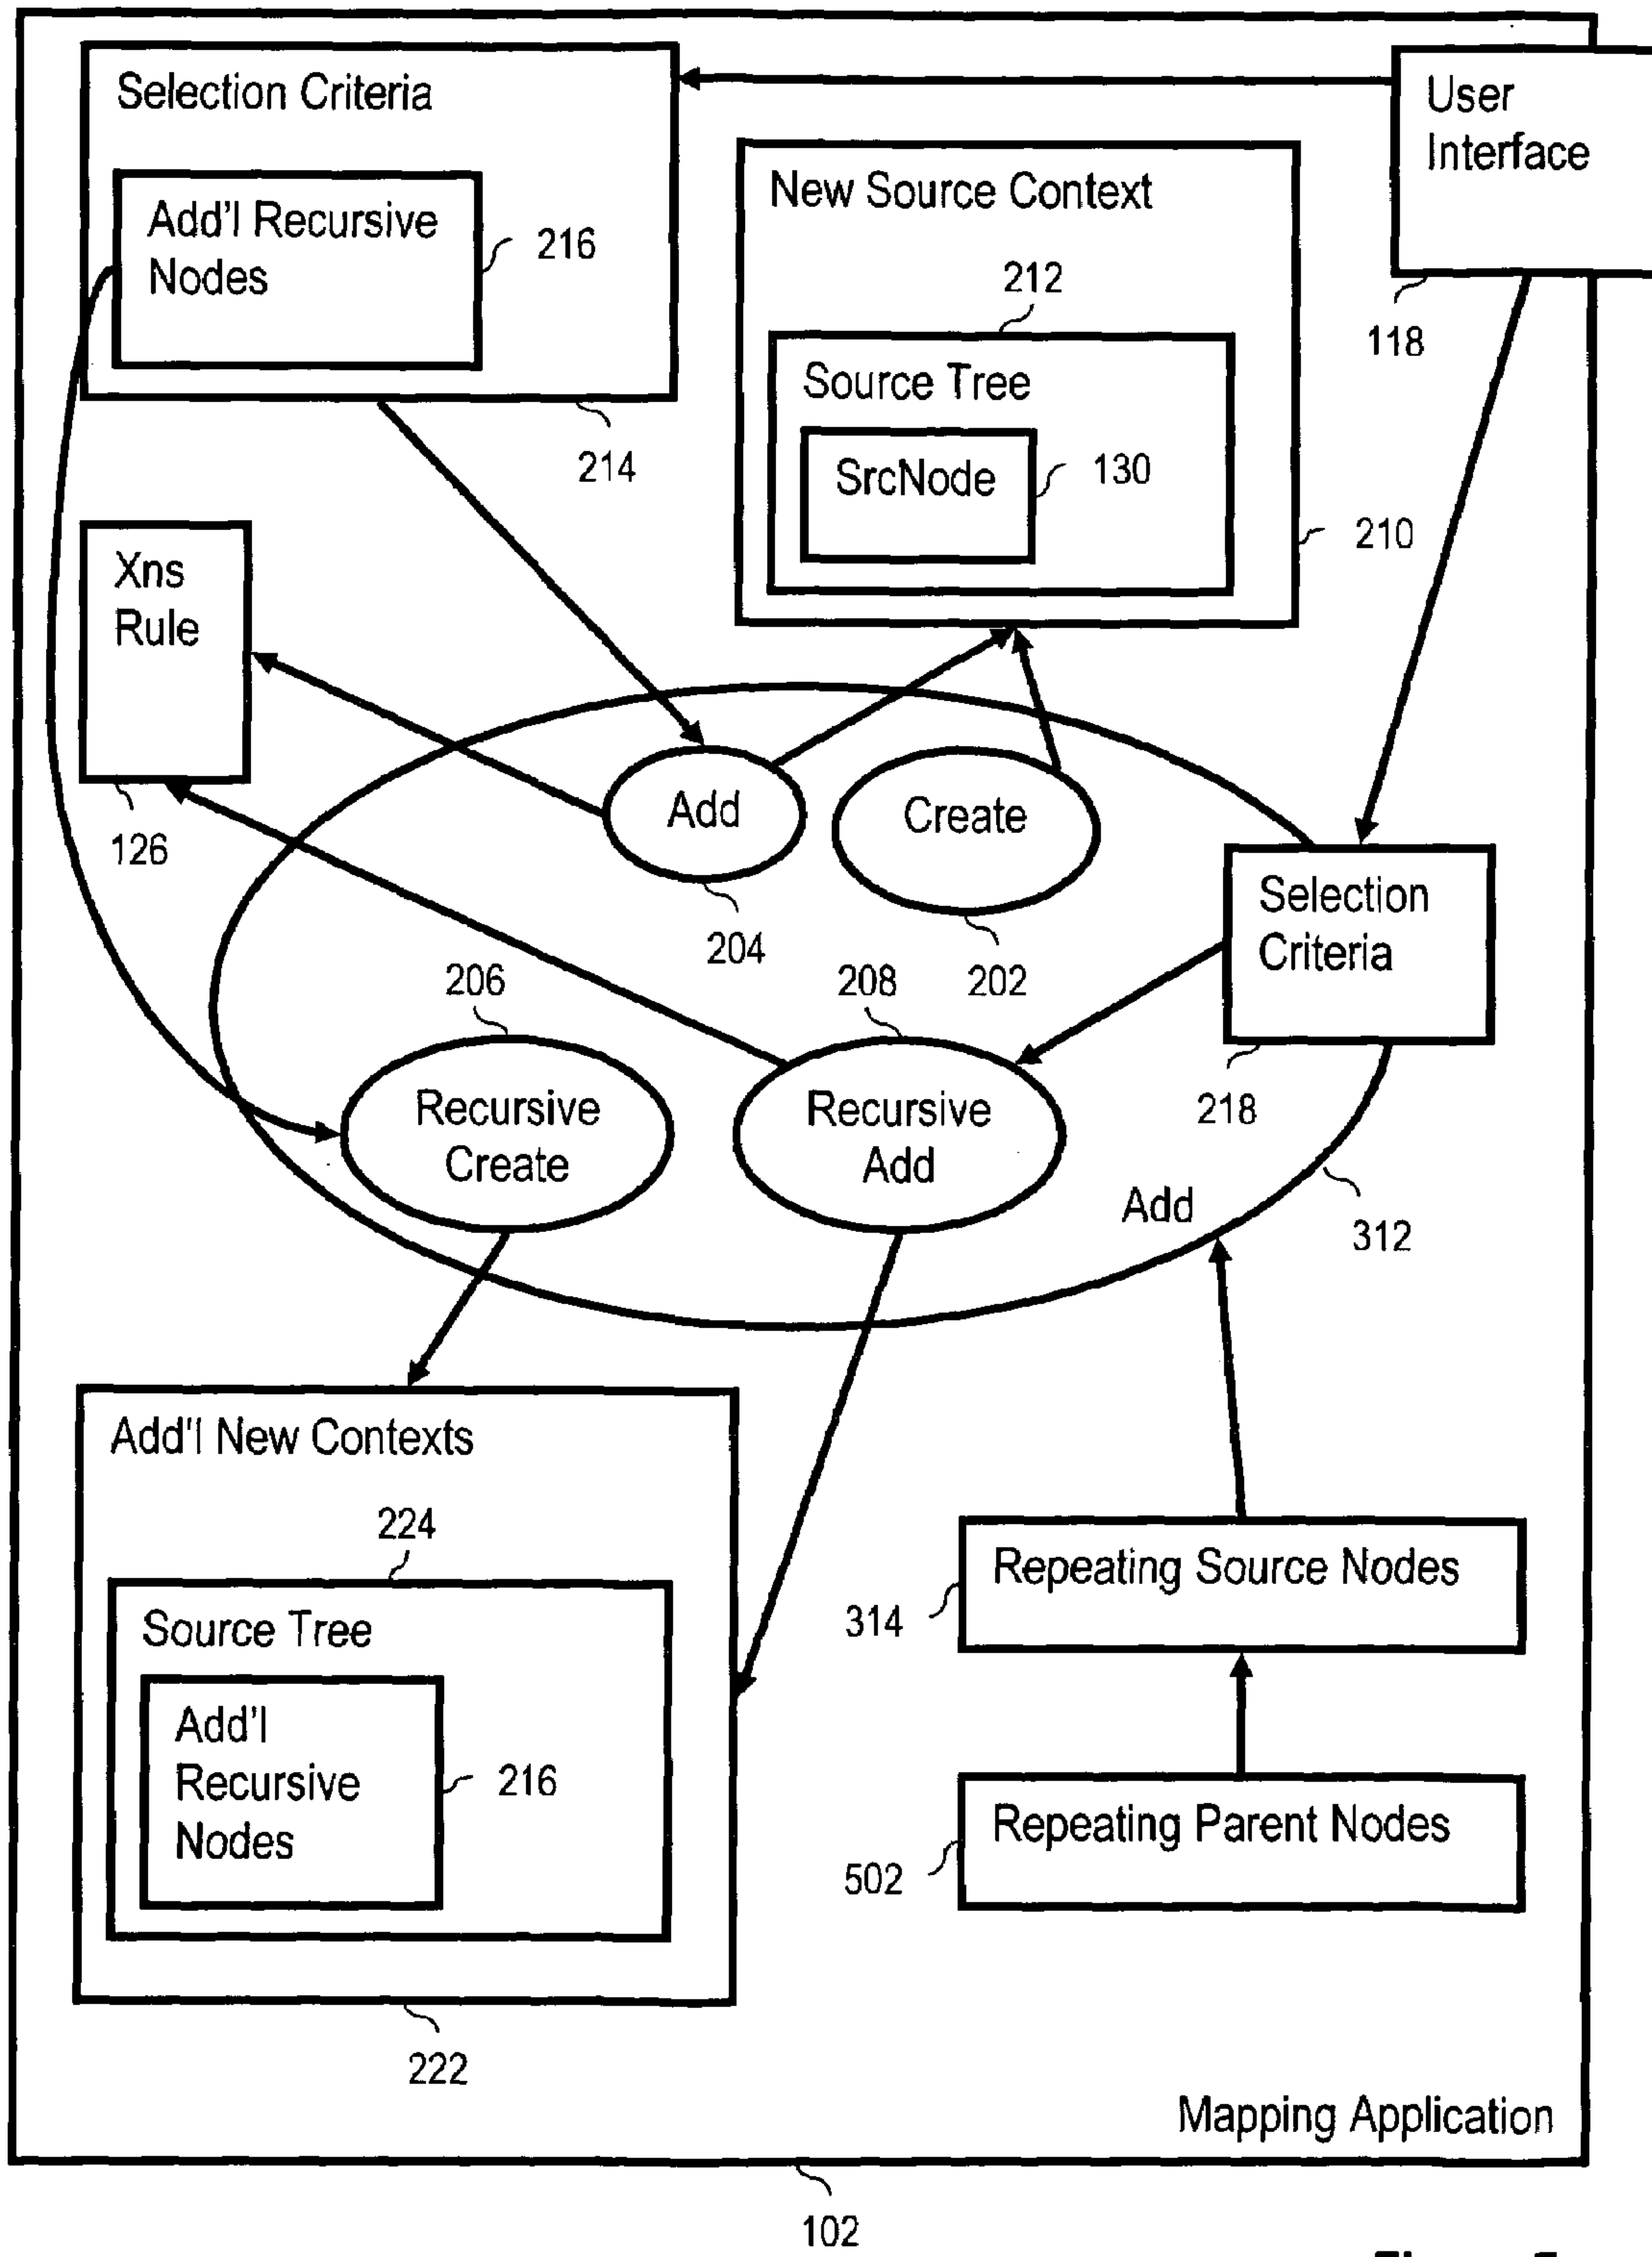 Selection Criteria
User
Interface
118
Add'l Recursive
Nodes
216
214
New Source Context
212
Source Tree
SrcNode
130
210
Xns
Rule
126
Add
204
Create
202
Selection
Criteria
218
206
Recursive
Create
208
Recursive
Add
Add
312
Add'l New Contexts
224
Source Tree
Add'l
Recursive
Nodes
216
222
Repeating Source Nodes
314
Repeating Parent Nodes
502
Mapping Application
102